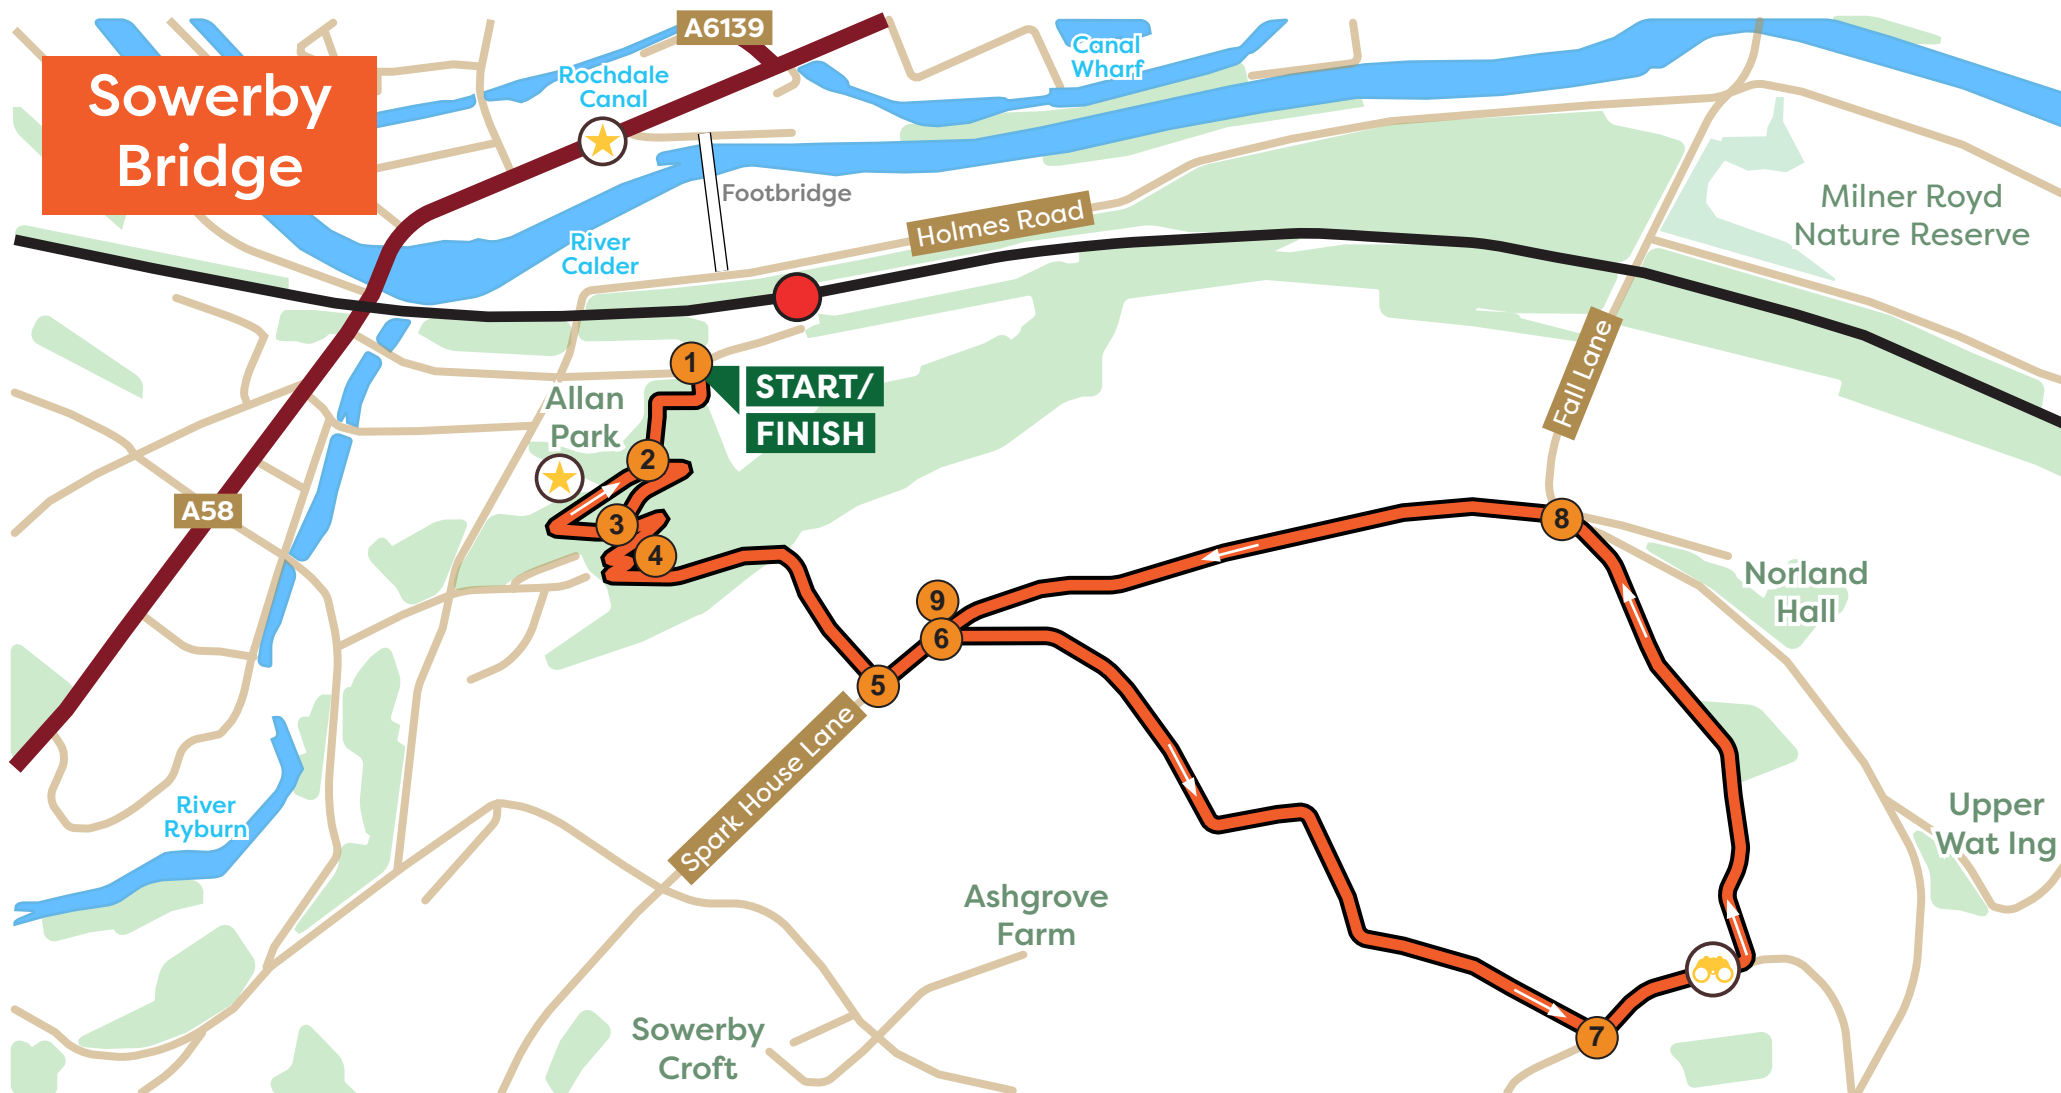 Sowerby
Bridge
A6139
Rochdale
Canal
Canal
Wharf
Footbridge
Holmes Road
River
Calder
Milner Royd
Nature Reserve
Fall Lane
1
START/
FINISH
Allan
Park
2
3
4
A58
8
Norland
Hall
9
6
5
Spark House Lane
River
Ryburn
Upper
Wat Ing
Ashgrove
Farm
7
Sowerby
Croft